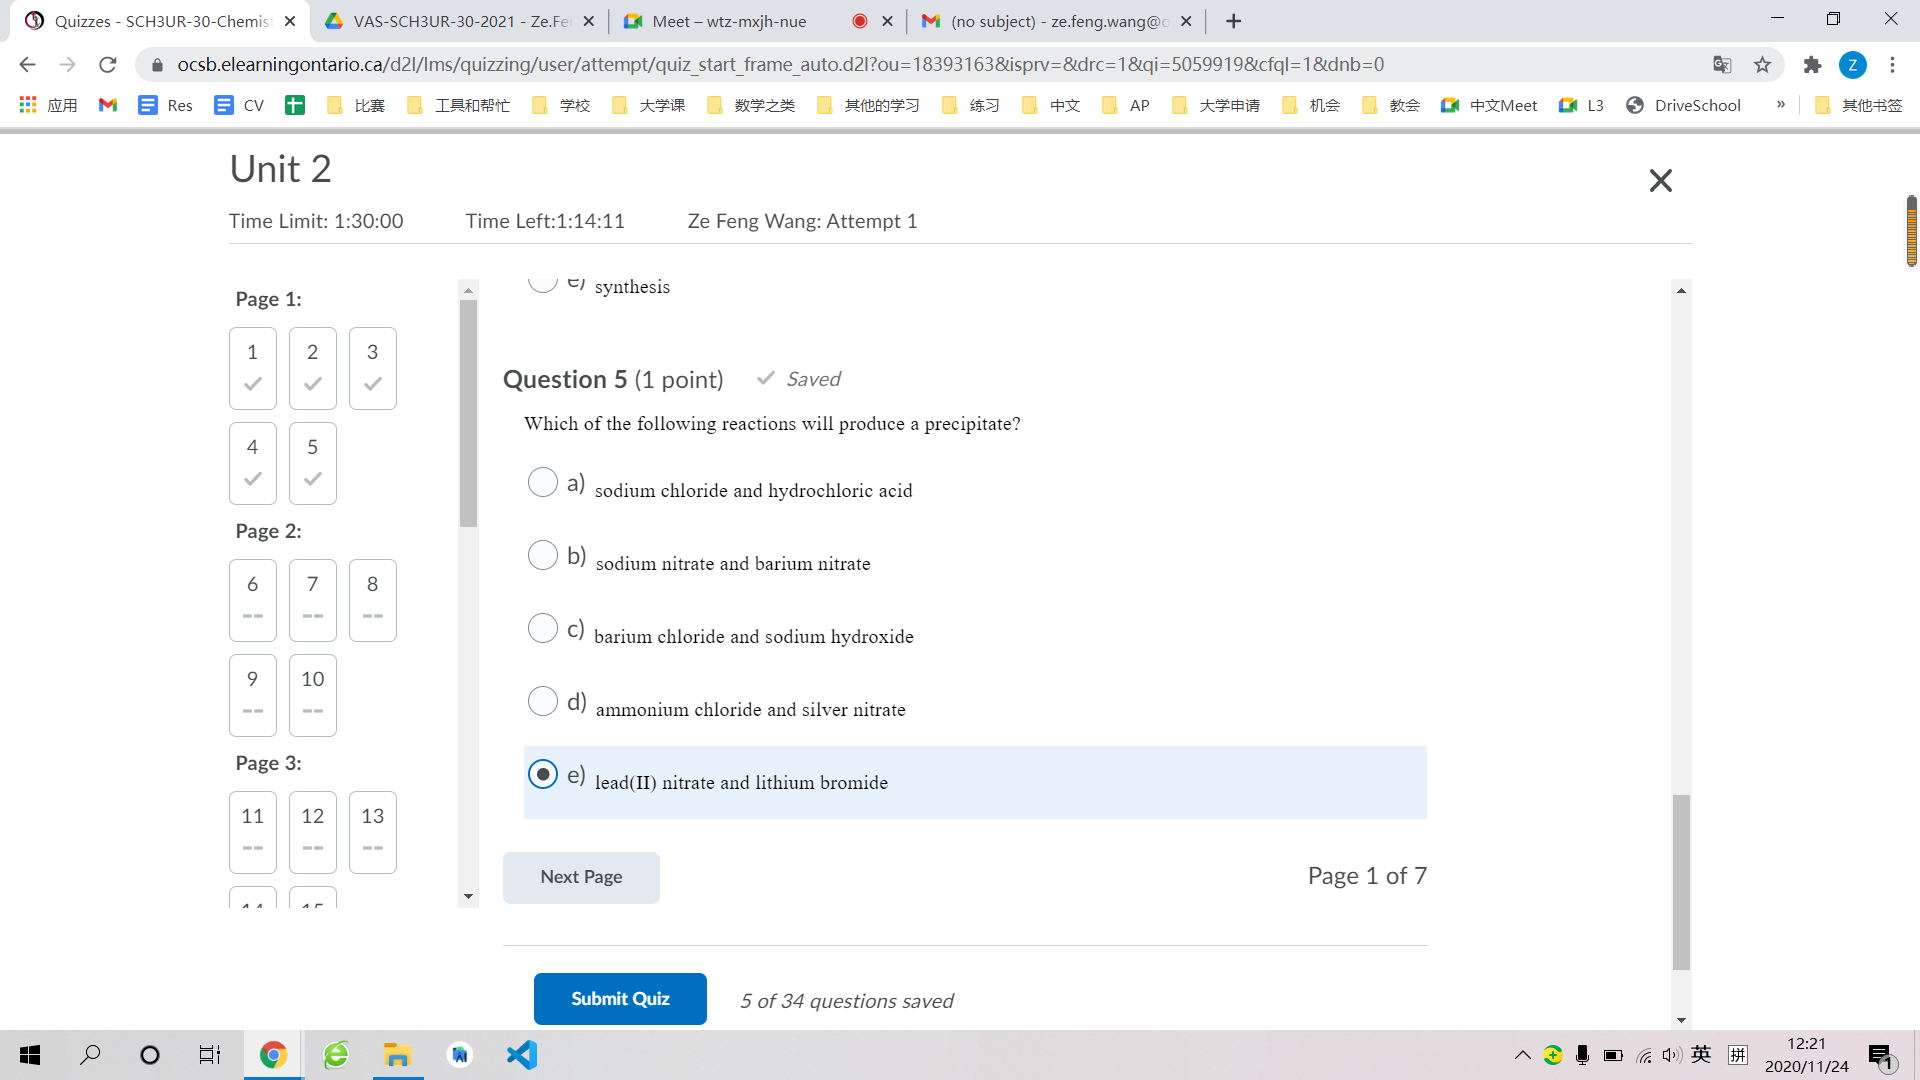 Quizzes - SCH3UR-30-Chemist
VAS-SCH3UR-30-2021 - Ze.Fe
Meet – wtz-mxjh-nue
(no subject) - ze.feng.wang@o
ocsb.elearningontario.ca/d2l/lms/quizzing/user/attempt/quiz_start_frame_auto.d2l?ou=18393163&isprv=&drc=1&qi=5059919&cfql=1&dnb=0
Z
应用 Res CV 比赛 工具和帮忙 学校 大学课 数学之类 其他的学习 练习 中文 AP 大学申请 机会 教会 中文Meet L3 DriveSchool » 其他书签
Unit 2
Time Limit: 1:30:00 Time Left:1:14:11 Ze Feng Wang: Attempt 1
Page 1:
1 2 3
4 5
Page 2:
6 7 8
-- -- --
9 10
-- --
Page 3:
11 12 13
-- -- --
14 15
e) synthesis
Question 5 (1 point) Saved
Which of the following reactions will produce a precipitate?
a) sodium chloride and hydrochloric acid
b) sodium nitrate and barium nitrate
c) barium chloride and sodium hydroxide
d) ammonium chloride and silver nitrate
e) lead(II) nitrate and lithium bromide
Next Page
Page 1 of 7
Submit Quiz
5 of 34 questions saved
英 拼
12:21
2020/11/24
1